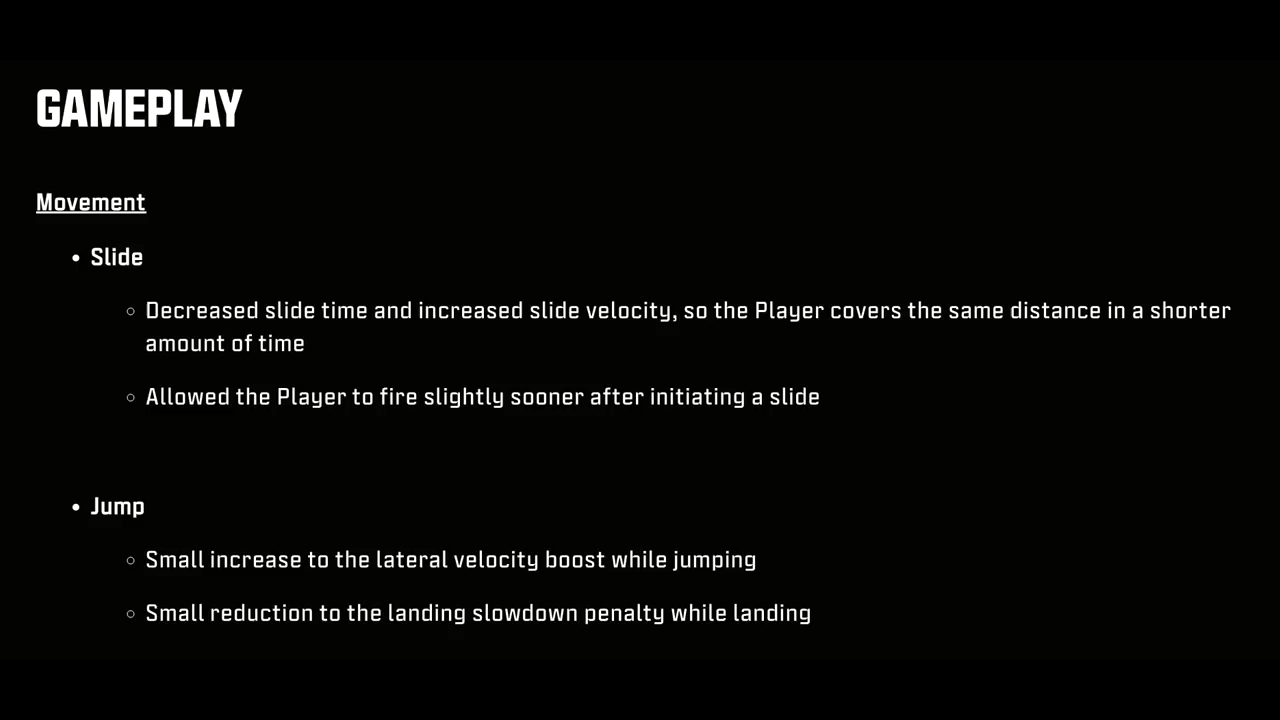 GAMEPLAY
Movement
• Slide
○ Decreased slide time and increased slide velocity, so the Player covers the same distance in a shorter
amount of time
○ Allowed the Player to fire slightly sooner after initiating a slide
• Jump
○ Small increase to the lateral velocity boost while jumping
○ Small reduction to the landing slowdown penalty while landing